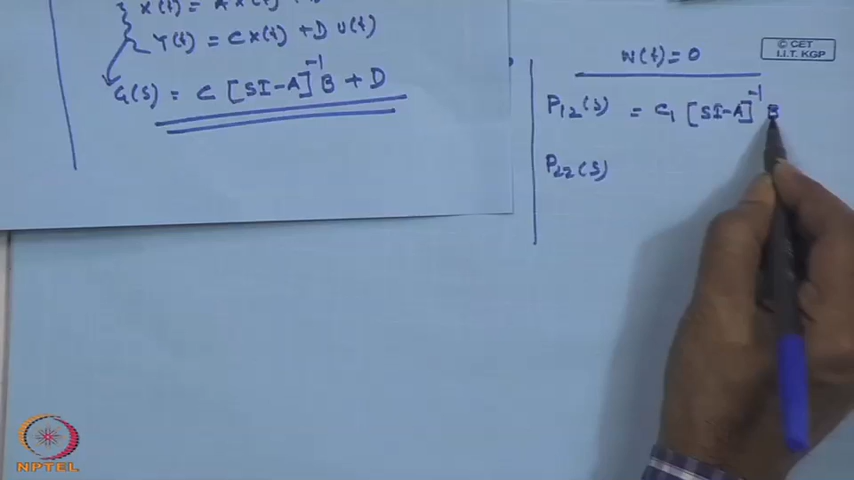 Ẋ(t) = A X(t) +
Y(t) = C X(t) + D U(t)
G(s) = C [SI-A]⁻¹ B + D
W(t) = 0
P₁₂(s) = C₁ [SI-A]⁻¹ B
P₂₂(s)
© CET
I.I.T. KGP
NPTEL